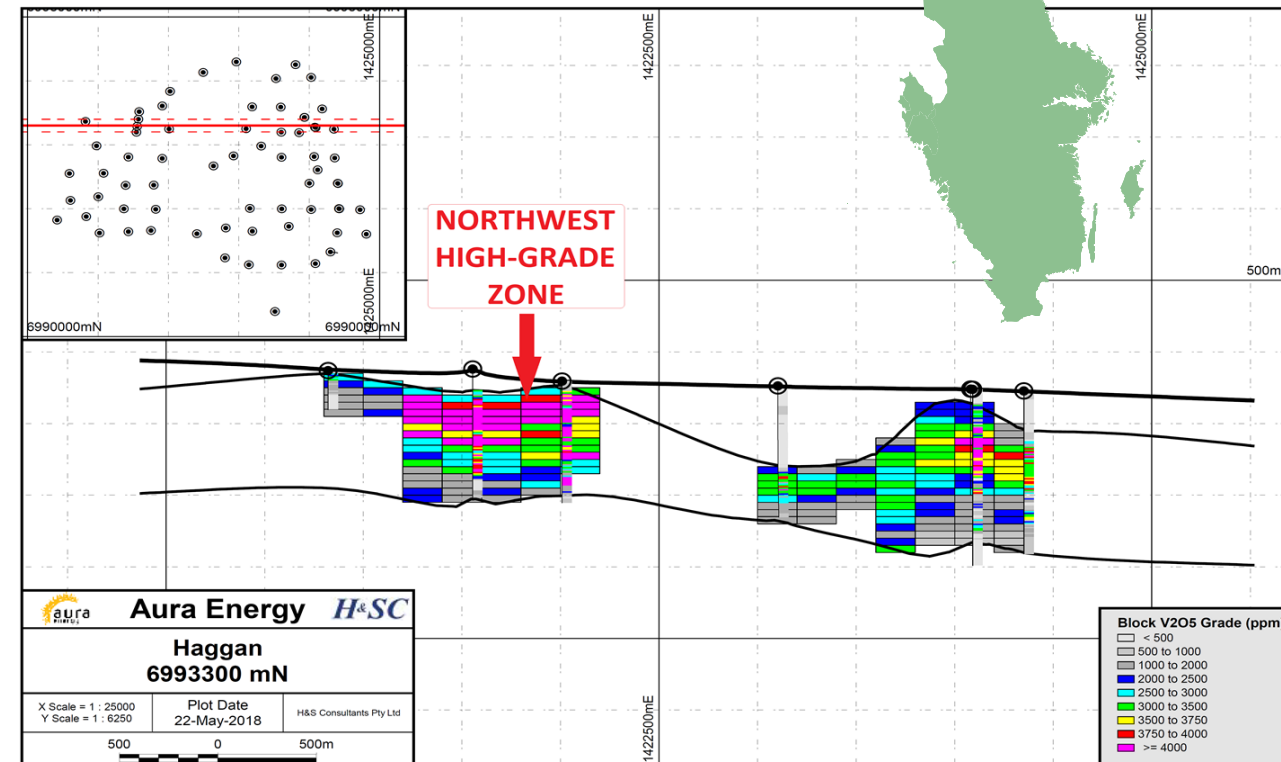 1425000mE
1422500mE
1425000mE
NORTHWEST
HIGH-GRADE
ZONE
500m
1425000mE
6990000mN
6990000mN
aura
ENERGY
Aura Energy
H&SC
Haggan
6993300 mN
X Scale = 1 : 25000
Y Scale = 1 : 6250
Plot Date
22-May-2018
H&S Consultants Pty Ltd
500
0
500m
1422500mE
Block V2O5 Grade (ppm)
< 500
500 to 1000
1000 to 2000
2000 to 2500
2500 to 3000
3000 to 3500
3500 to 3750
3750 to 4000
>= 4000